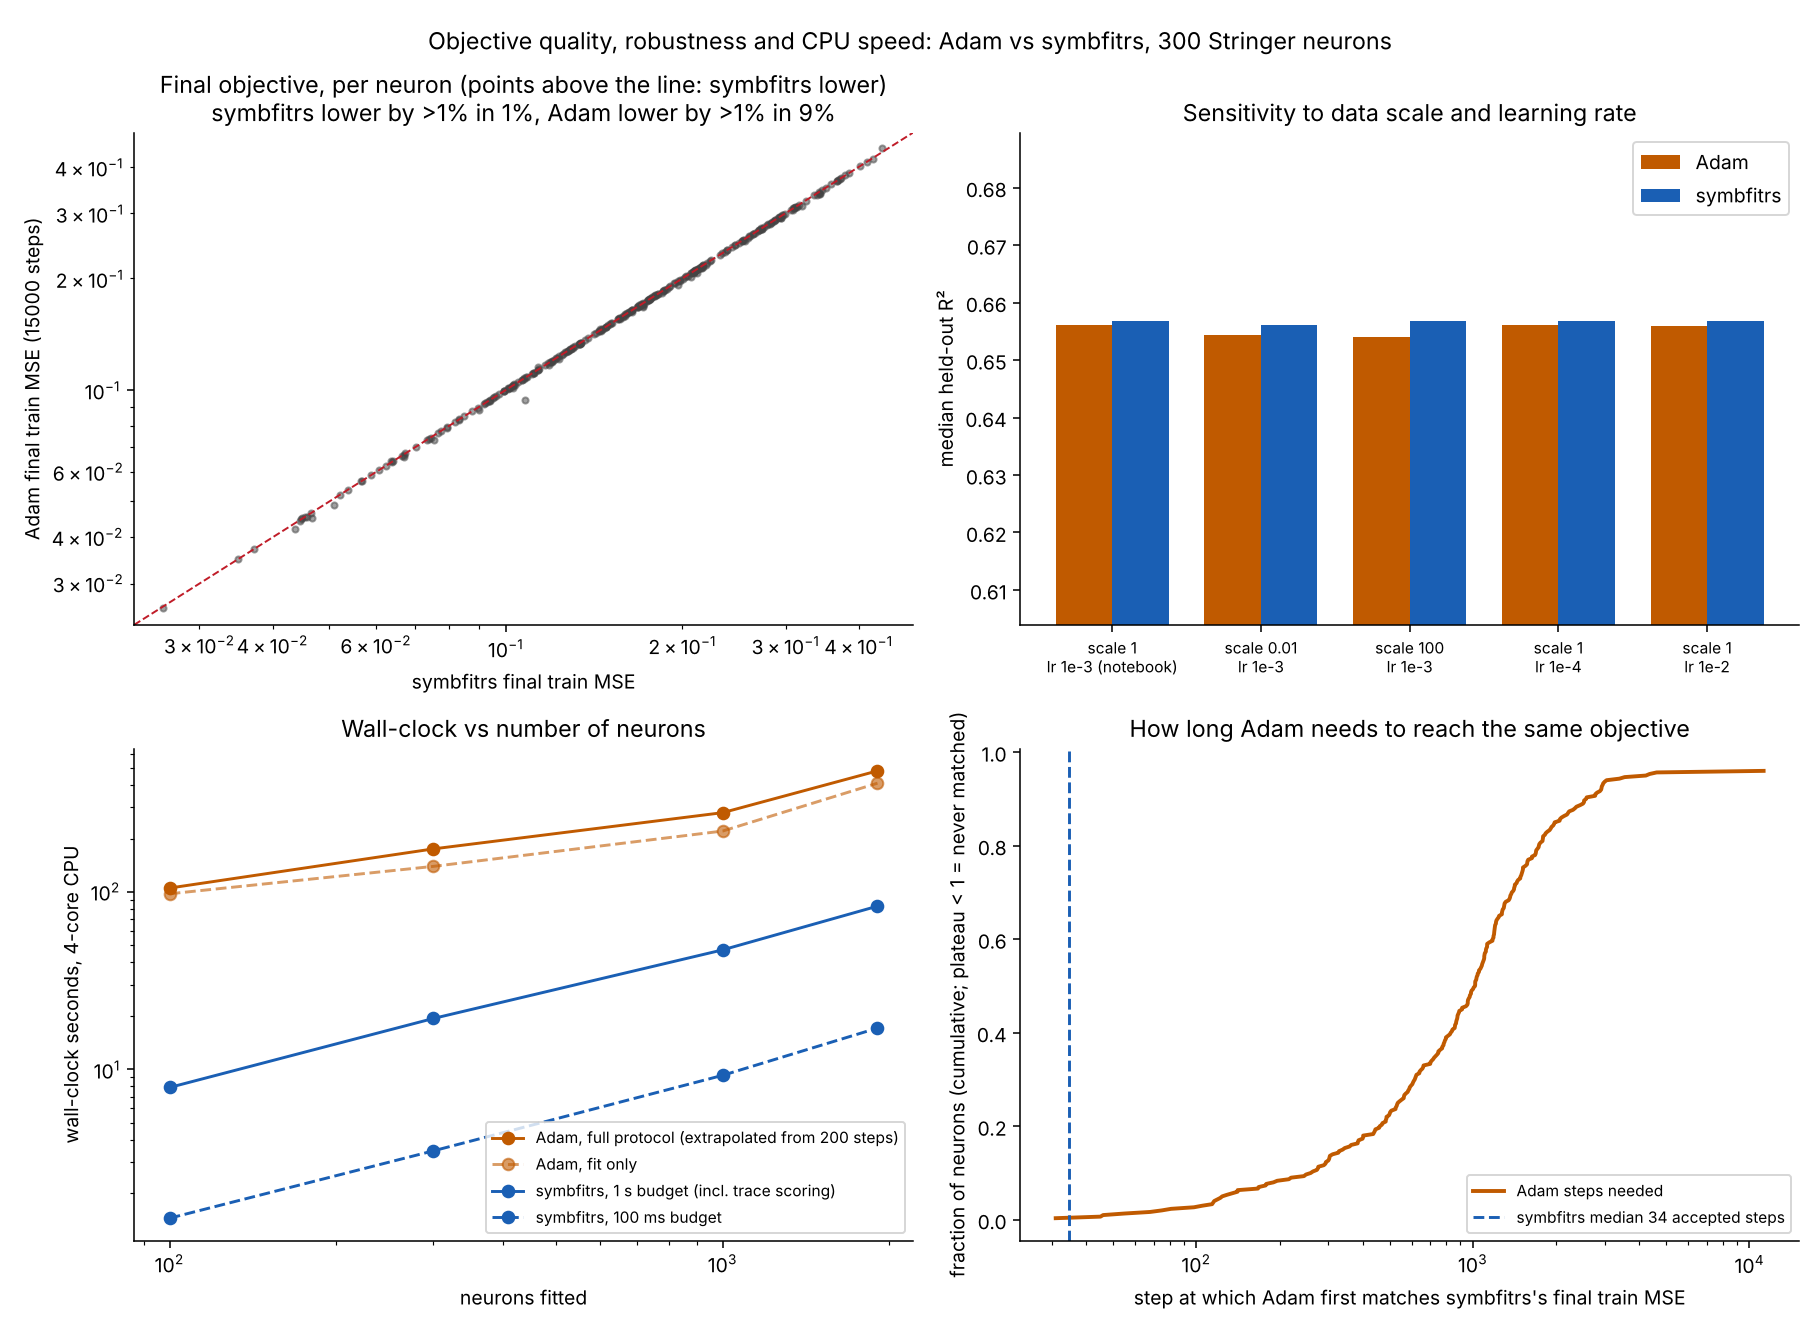 Objective quality, robustness and CPU speed: Adam vs symbfitrs, 300 Stringer neurons
Final objective, per neuron (points above the line: symbfitrs lower)
symbfitrs lower by >1% in 1%, Adam lower by >1% in 9%
Adam final train MSE (15000 steps)
4 × 10⁻¹
3 × 10⁻¹
2 × 10⁻¹
10⁻¹
6 × 10⁻²
4 × 10⁻²
3 × 10⁻²
3 × 10⁻² 4 × 10⁻² 6 × 10⁻² 10⁻¹ 2 × 10⁻¹ 3 × 10⁻¹ 4 × 10⁻¹
symbfitrs final train MSE
Sensitivity to data scale and learning rate
Adam
symbfitrs
median held-out R²
0.68
0.67
0.66
0.65
0.64
0.63
0.62
0.61
scale 1 scale 0.01 scale 100 scale 1 scale 1
lr 1e-3 (notebook) lr 1e-3 lr 1e-3 lr 1e-4 lr 1e-2
Wall-clock vs number of neurons
wall-clock seconds, 4-core CPU
10²
10¹
Adam, full protocol (extrapolated from 200 steps)
Adam, fit only
symbfitrs, 1 s budget (incl. trace scoring)
symbfitrs, 100 ms budget
10² 10³
neurons fitted
How long Adam needs to reach the same objective
fraction of neurons (cumulative; plateau < 1 = never matched)
1.0
0.8
0.6
0.4
0.2
0.0
Adam steps needed
symbfitrs median 34 accepted steps
10² 10³ 10⁴
step at which Adam first matches symbfitrs's final train MSE